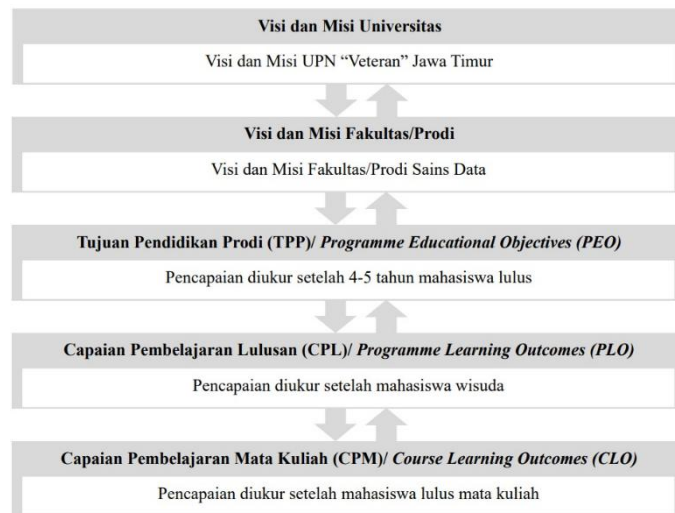 Visi dan Misi Universitas
Visi dan Misi UPN “Veteran” Jawa Timur
Visi dan Misi Fakultas/Prodi
Visi dan Misi Fakultas/Prodi Sains Data
Tujuan Pendidikan Prodi (TPP)/ Programme Educational Objectives (PEO)
Pencapaian diukur setelah 4-5 tahun mahasiswa lulus
Capaian Pembelajaran Lulusan (CPL)/ Programme Learning Outcomes (PLO)
Pencapaian diukur setelah mahasiswa wisuda
Capaian Pembelajaran Mata Kuliah (CPM)/ Course Learning Outcomes (CLO)
Pencapaian diukur setelah mahasiswa lulus mata kuliah